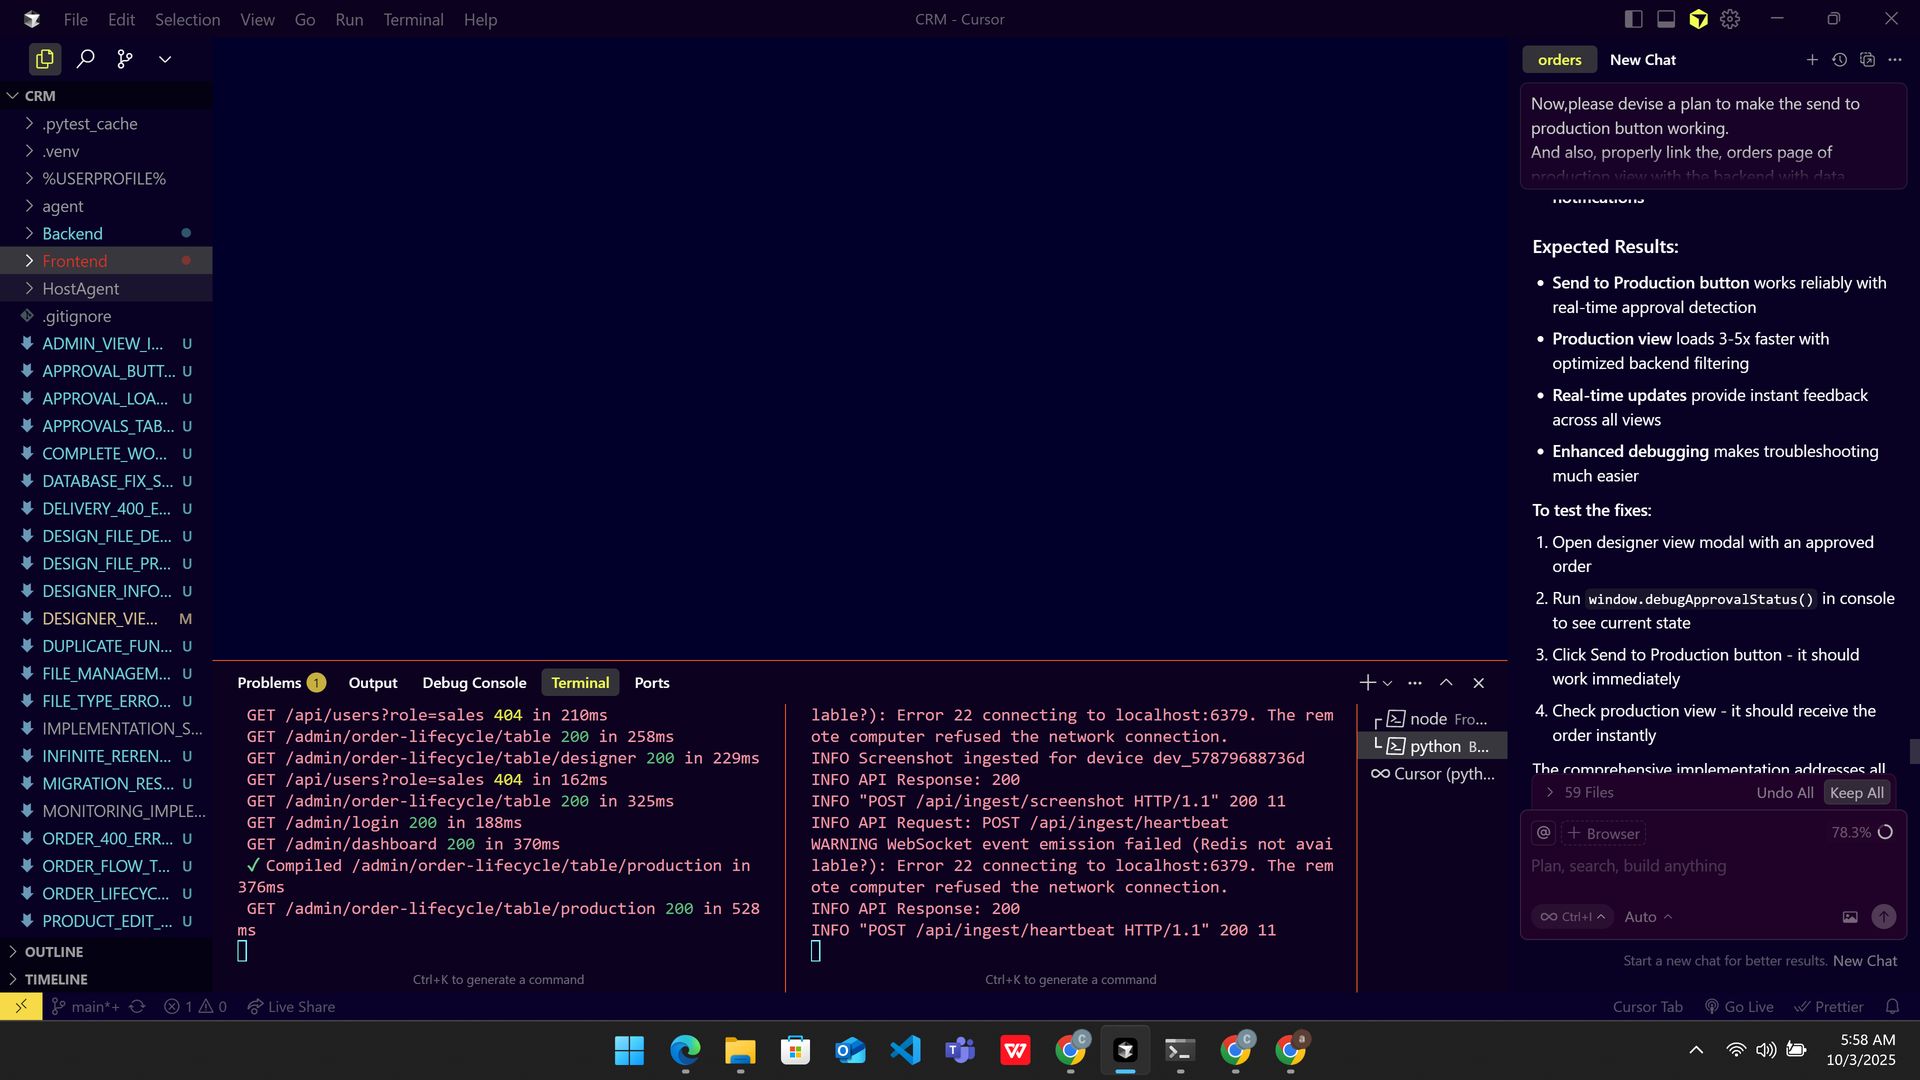 File Edit Selection View Go Run Terminal Help
CRM - Cursor
CRM
.pytest_cache
.venv
%USERPROFILE%
agent
Backend
Frontend
HostAgent
.gitignore
ADMIN_VIEW_I... U
APPROVAL_BUTT... U
APPROVAL_LOA... U
APPROVALS_TAB... U
COMPLETE_WO... U
DATABASE_FIX_S... U
DELIVERY_400_E... U
DESIGN_FILE_DE... U
DESIGN_FILE_PR... U
DESIGNER_INFO... U
DESIGNER_VIE... M
DUPLICATE_FUN... U
FILE_MANAGEM... U
FILE_TYPE_ERRO... U
IMPLEMENTATION_S...
INFINITE_REREN... U
MIGRATION_RES... U
MONITORING_IMPLE...
ORDER_400_ERR... U
ORDER_FLOW_T... U
ORDER_LIFECYC... U
PRODUCT_EDIT_... U
OUTLINE
TIMELINE
Problems 1 Output Debug Console Terminal Ports
GET /api/users?role=sales 404 in 210ms
GET /admin/order-lifecycle/table 200 in 258ms
GET /admin/order-lifecycle/table/designer 200 in 229ms
GET /api/users?role=sales 404 in 162ms
GET /admin/order-lifecycle/table 200 in 325ms
GET /admin/login 200 in 188ms
GET /admin/dashboard 200 in 370ms
✓ Compiled /admin/order-lifecycle/table/production in
376ms
GET /admin/order-lifecycle/table/production 200 in 528
ms
Ctrl+K to generate a command
lable?): Error 22 connecting to localhost:6379. The rem
ote computer refused the network connection.
INFO Screenshot ingested for device dev_57879688736d
INFO API Response: 200
INFO "POST /api/ingest/screenshot HTTP/1.1" 200 11
INFO API Request: POST /api/ingest/heartbeat
WARNING WebSocket event emission failed (Redis not avai
lable?): Error 22 connecting to localhost:6379. The rem
ote computer refused the network connection.
INFO API Response: 200
INFO "POST /api/ingest/heartbeat HTTP/1.1" 200 11
Ctrl+K to generate a command
node Fro...
python B...
Cursor (pyth...
orders New Chat
Now,please devise a plan to make the send to
production button working.
And also, properly link the, orders page of
production view with the backend with data
notifications
Expected Results:
• Send to Production button works reliably with
real-time approval detection
• Production view loads 3-5x faster with
optimized backend filtering
• Real-time updates provide instant feedback
across all views
• Enhanced debugging makes troubleshooting
much easier
To test the fixes:
1. Open designer view modal with an approved
order
2. Run window.debugApprovalStatus() in console
to see current state
3. Click Send to Production button - it should
work immediately
4. Check production view - it should receive the
order instantly
The comprehensive implementation addresses all
59 Files Undo All Keep All
@ + Browser 78.3%
Plan, search, build anything
∞ Ctrl+I Auto
Start a new chat for better results. New Chat
main*+ 1 0 Live Share
Cursor Tab Go Live Prettier
5:58 AM
10/3/2025